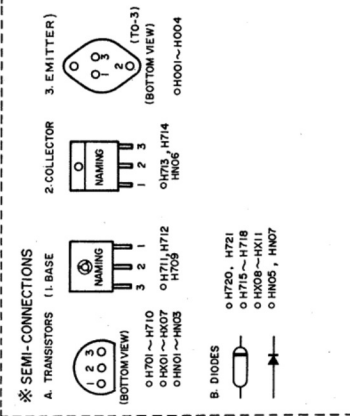 ※ SEMI-CONNECTIONS
A. TRANSISTORS (1. BASE 2. COLLECTOR 3. EMITTER)
1 2 3
(BOTTOM VIEW)
○ H701~H710
○ HX01~HX07
○ HN01~HN03
NAMING
3 2 1
○ H711, H712
H709
NAMING
1 2 3
○ H713, H714
HN06
1 3
2
(TO-3)
(BOTTOM VIEW)
○ H001~H004
B. DIODES
○ H720, H721
○ H715~H718
○ HX08~HX11
○ HN05, HN07